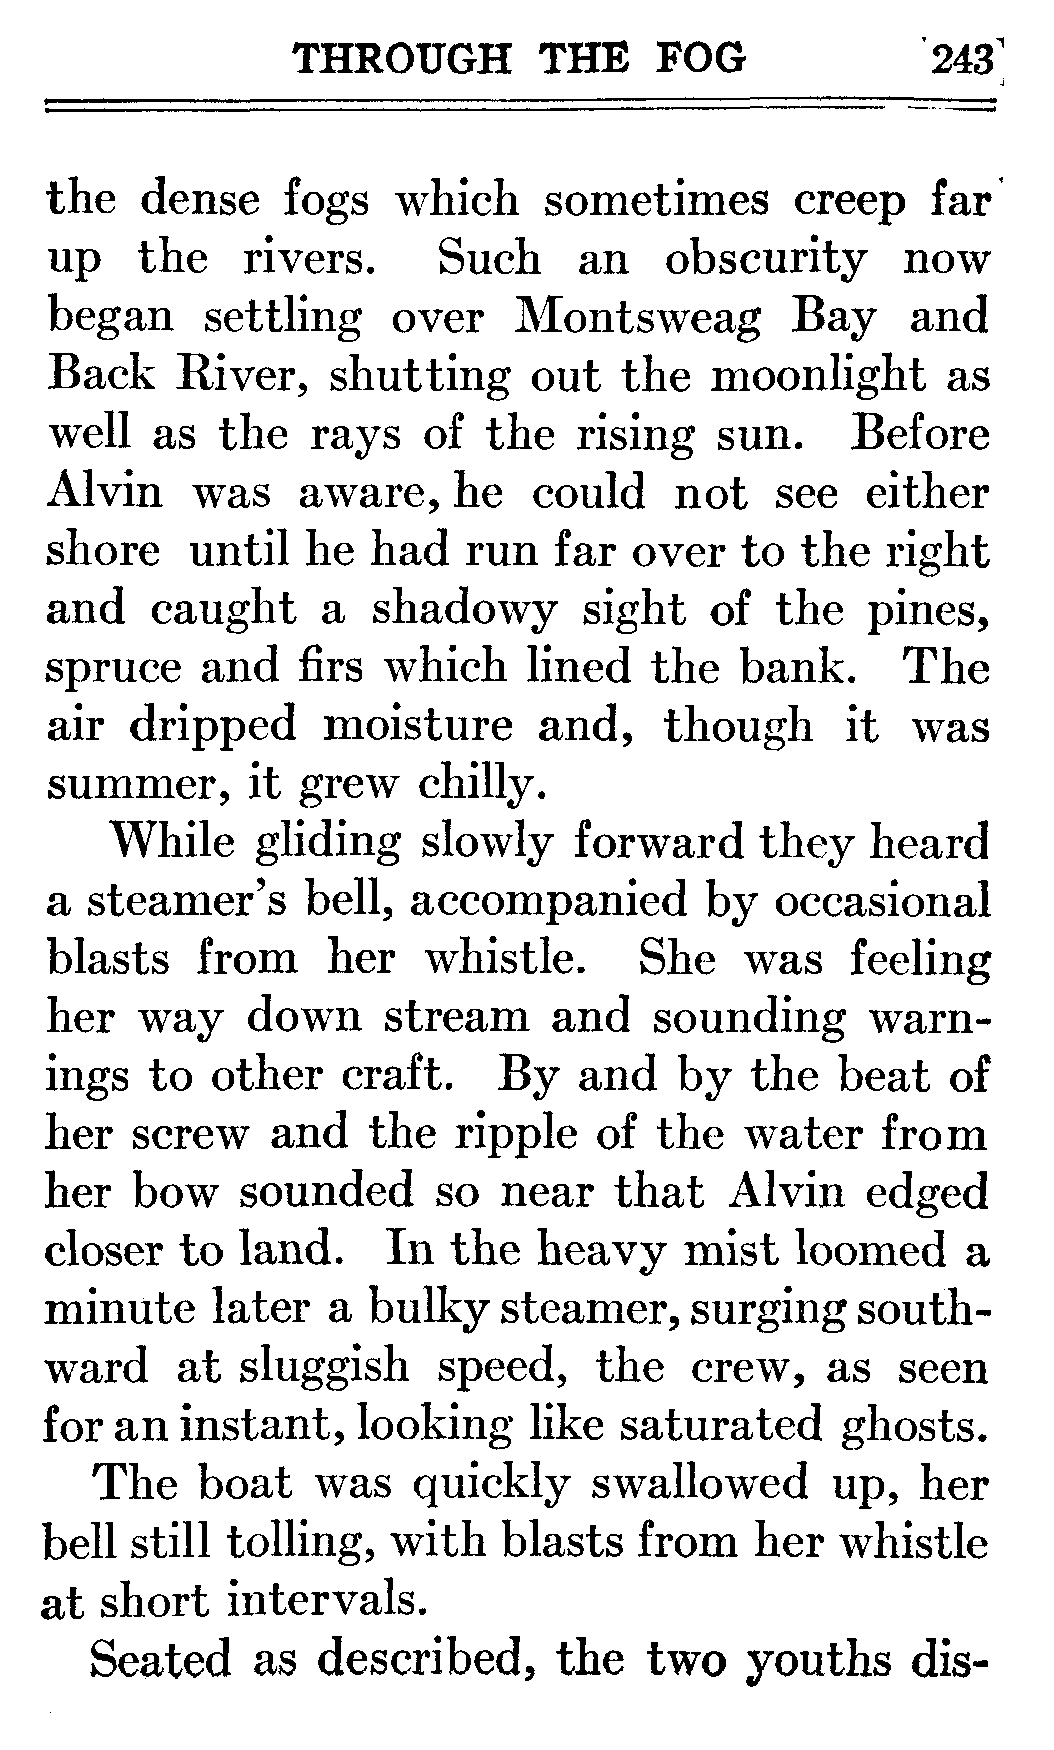 THROUGH THE FOG 243
the dense fogs which sometimes creep far
up the rivers. Such an obscurity now
began settling over Montsweag Bay and
Back River, shutting out the moonlight as
well as the rays of the rising sun. Before
Alvin was aware, he could not see either
shore until he had run far over to the right
and caught a shadowy sight of the pines,
spruce and firs which lined the bank. The
air dripped moisture and, though it was
summer, it grew chilly.
While gliding slowly forward they heard
a steamer's bell, accompanied by occasional
blasts from her whistle. She was feeling
her way down stream and sounding warn-
ings to other craft. By and by the beat of
her screw and the ripple of the water from
her bow sounded so near that Alvin edged
closer to land. In the heavy mist loomed a
minute later a bulky steamer, surging south-
ward at sluggish speed, the crew, as seen
for an instant, looking like saturated ghosts.
The boat was quickly swallowed up, her
bell still tolling, with blasts from her whistle
at short intervals.
Seated as described, the two youths dis-